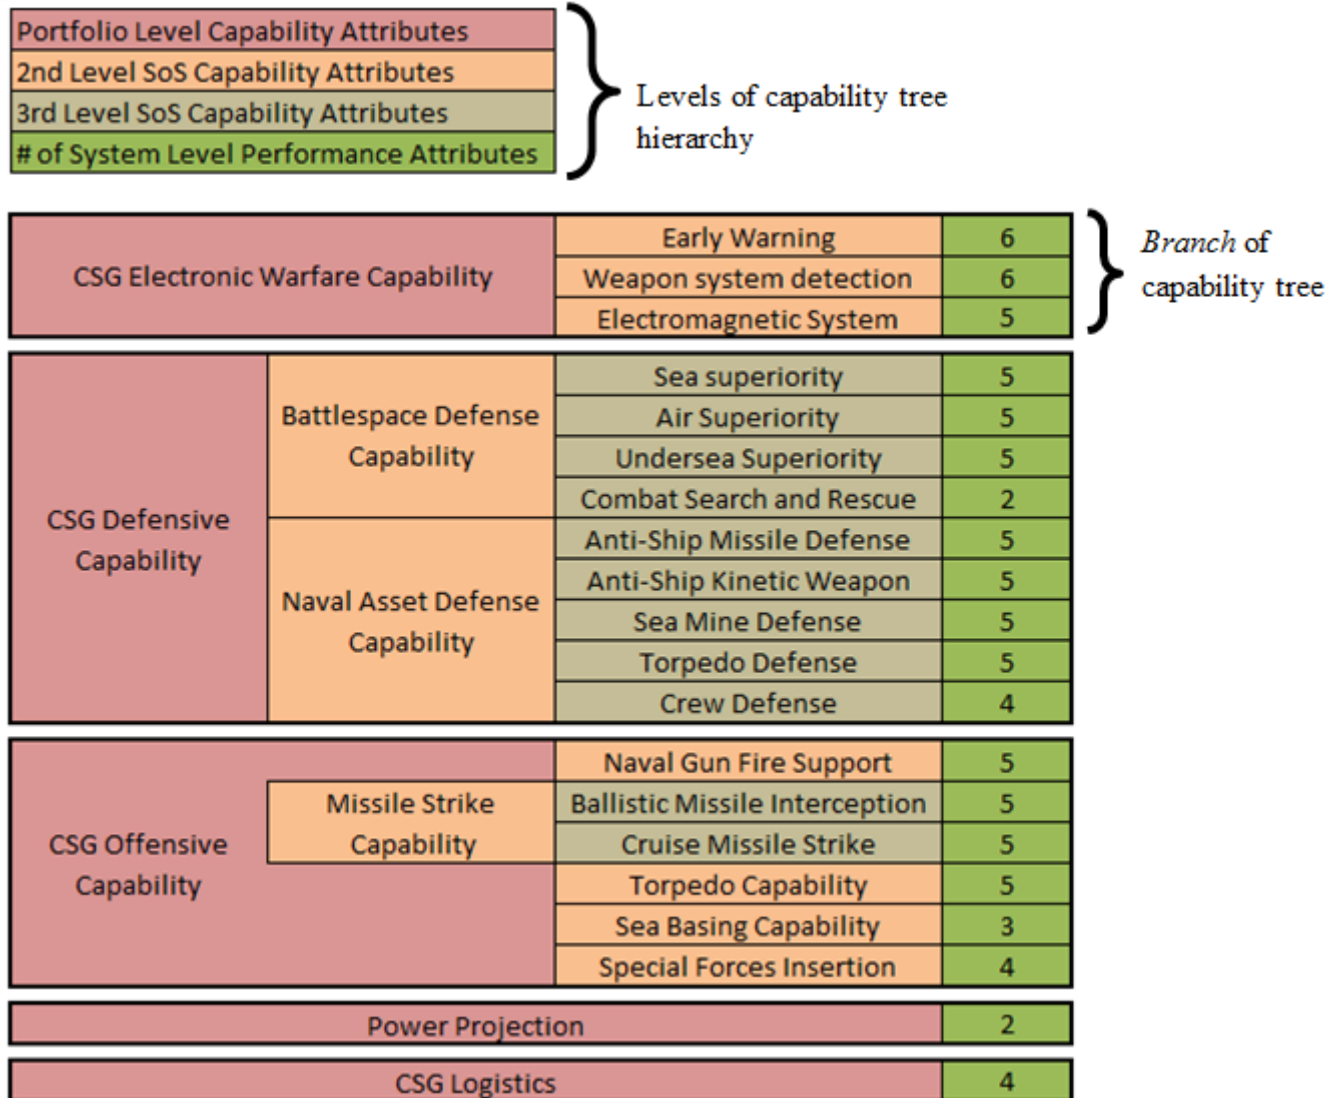 Portfolio Level Capability Attributes
2nd Level SoS Capability Attributes
3rd Level SoS Capability Attributes
# of System Level Performance Attributes
Levels of capability tree
hierarchy
CSG Electronic Warfare Capability
Early Warning 6
Weapon system detection 6
Electromagnetic System 5
Branch of
capability tree
CSG Defensive
Capability
Battlespace Defense
Capability
Sea superiority 5
Air Superiority 5
Undersea Superiority 5
Combat Search and Rescue 2
Naval Asset Defense
Capability
Anti-Ship Missile Defense 5
Anti-Ship Kinetic Weapon 5
Sea Mine Defense 5
Torpedo Defense 5
Crew Defense 4
CSG Offensive
Capability
Naval Gun Fire Support 5
Missile Strike
Capability
Ballistic Missile Interception 5
Cruise Missile Strike 5
Torpedo Capability 5
Sea Basing Capability 3
Special Forces Insertion 4
Power Projection 2
CSG Logistics 4